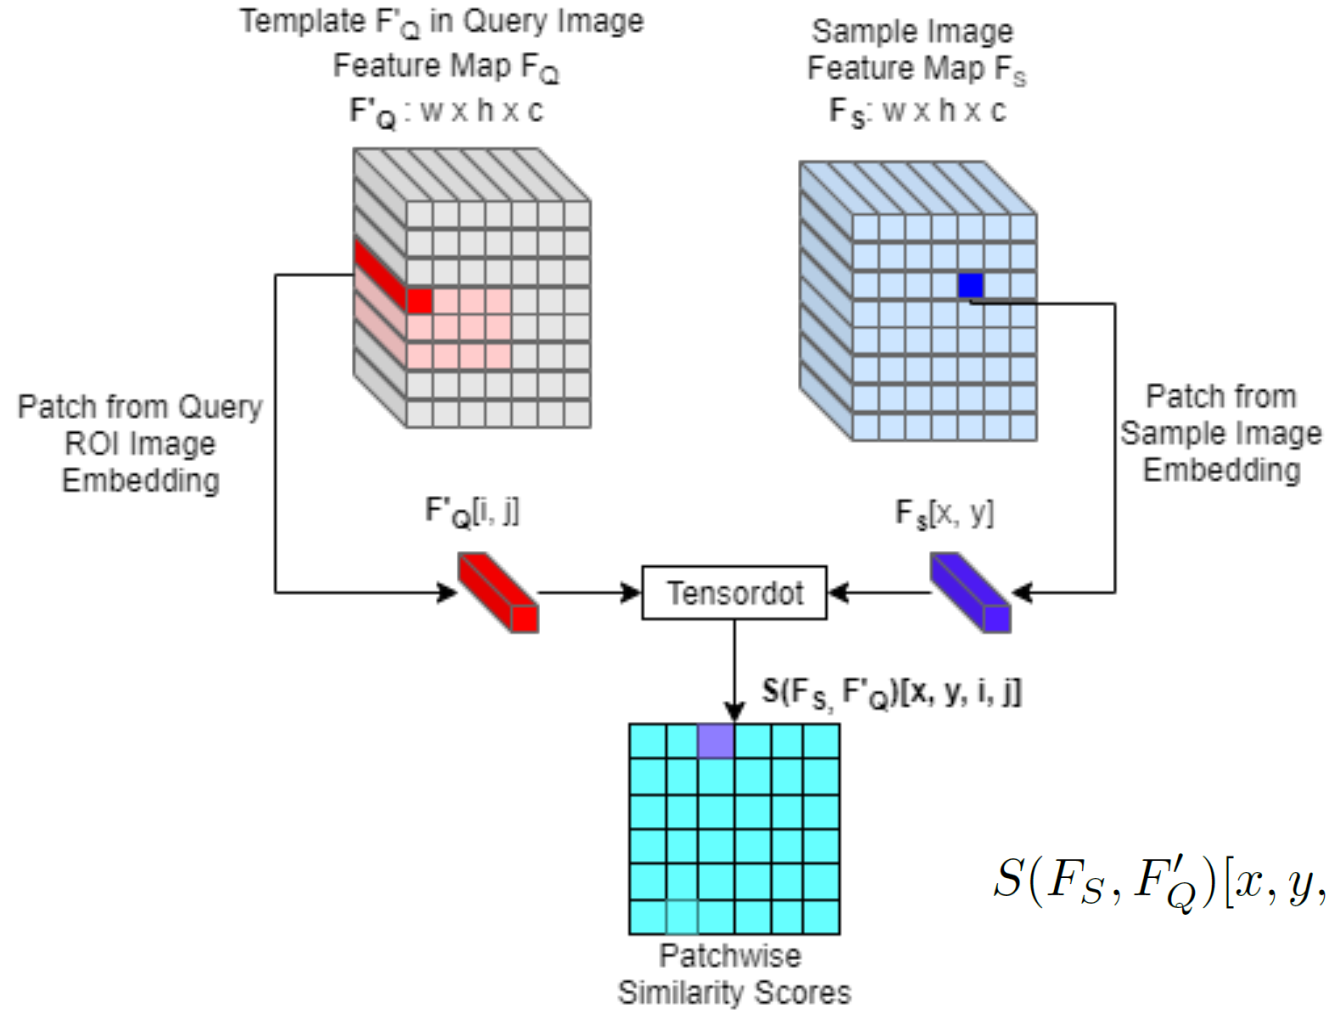 Template F'Q in Query Image
Feature Map FQ
F'Q : w x h x c
Sample Image
Feature Map Fs
FS: w x h x c
Patch from Query
ROI Image
Embedding
Patch from
Sample Image
Embedding
F'Q[i, j]
Fs[x, y]
Tensordot
S(FS, F'Q)[x, y, i, j]
S(FS, F′Q)[x, y,
Patchwise
Similarity Scores